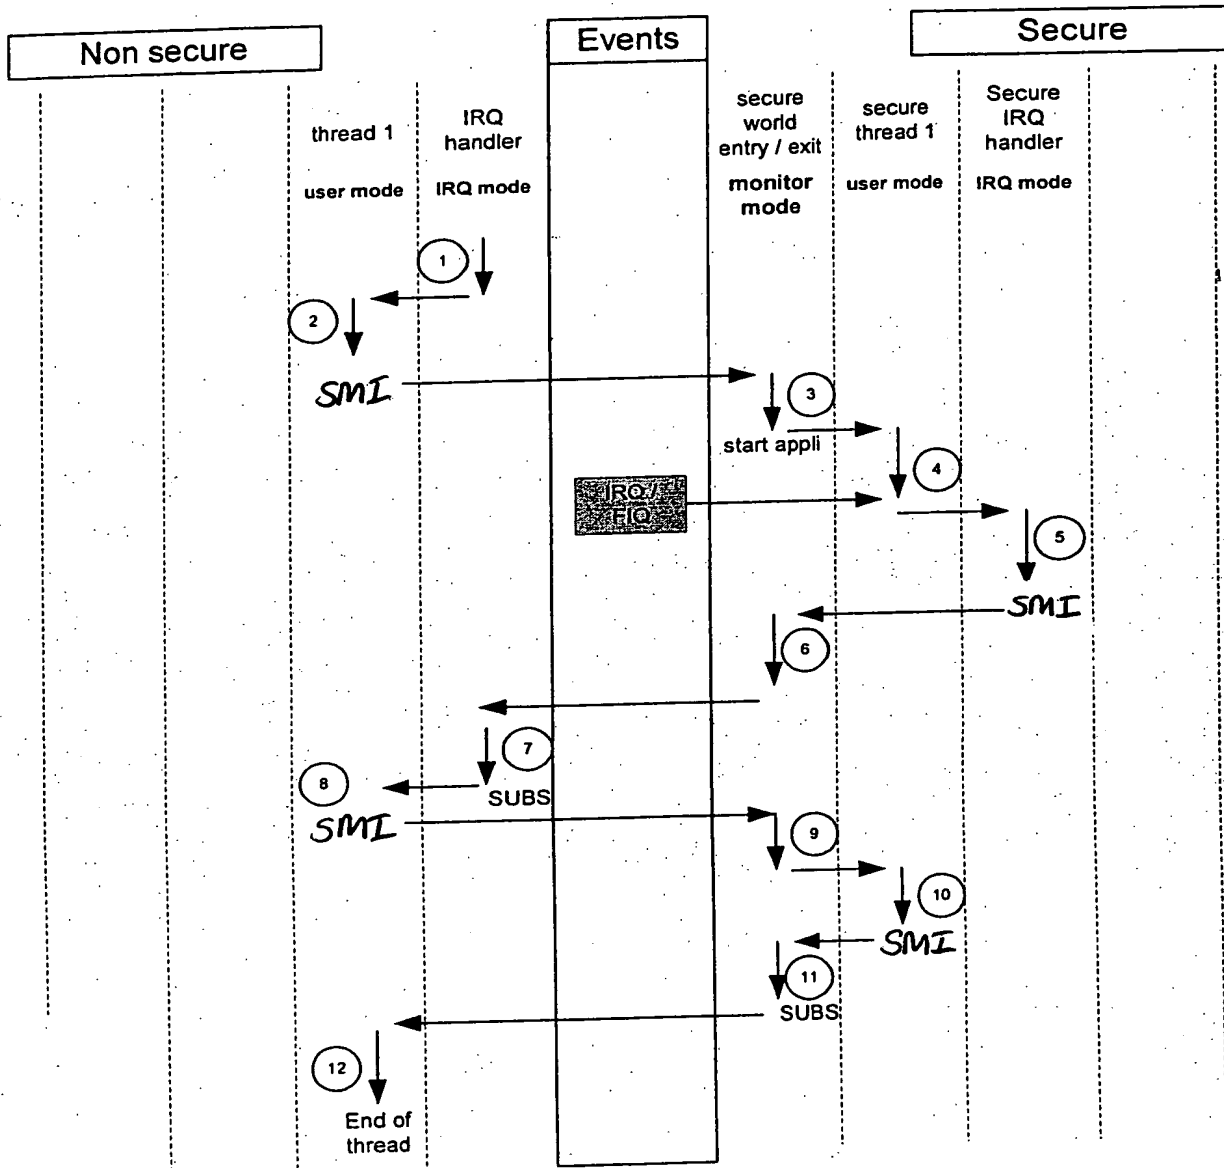 Non secure
Events
Secure
thread 1
user mode
IRQ
handler
IRQ mode
secure
world
entry / exit
monitor
mode
secure
thread 1
user mode
Secure
IRQ
handler
IRQ mode
1
2
SMI
3
start appli
4
IRQ /
FIQ
5
SMI
6
7
8
SUBS
SMI
9
10
SMI
11
SUBS
12
End of
thread